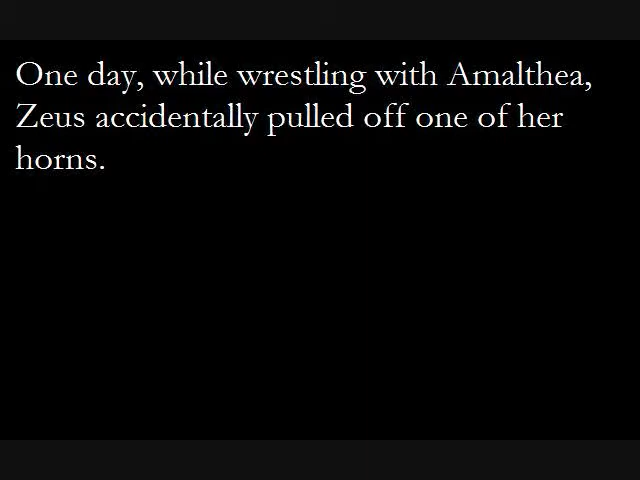 One day, while wrestling with Amalthea,
Zeus accidentally pulled off one of her
horns.